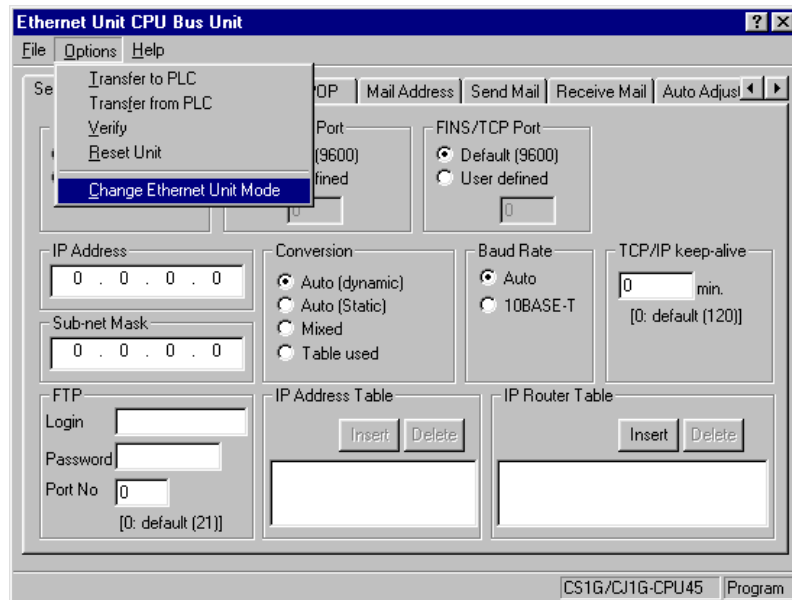 Ethernet Unit CPU Bus Unit
File Options Help
Transfer to PLC
Transfer from PLC
Verify
Reset Unit
Change Ethernet Unit Mode
Se
Mail Address Send Mail Receive Mail Auto Adjust
Port
(9600)
0
FINS/TCP Port
Default (9600)
User defined
0
IP Address
0 . 0 . 0 . 0
Sub-net Mask
0 . 0 . 0 . 0
Conversion
Auto (dynamic)
Auto (Static)
Mixed
Table used
Baud Rate
Auto
10BASE-T
TCP/IP keep-alive
0 min.
[0: default (120)]
FTP
Login
Password
Port No 0
[0: default (21)]
IP Address Table
Insert Delete
IP Router Table
Insert Delete
CS1G/CJ1G-CPU45 Program